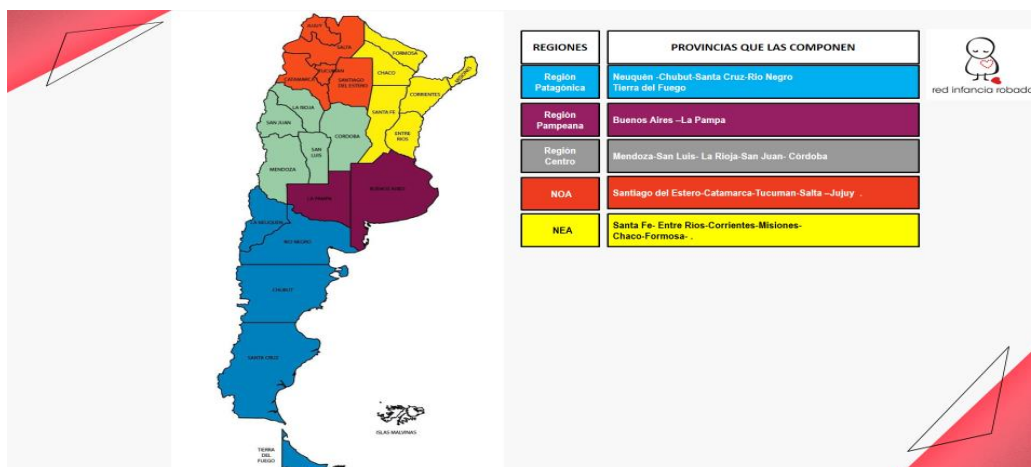 JUJUY
SALTA
FORMOSA
TUCUMAN
CHACO
MISIONES
CATAMARCA
SANTIAGO
DEL ESTERO
CORRIENTES
LA RIOJA
SANTA FE
SAN JUAN
CORDOBA
ENTRE
RIOS
SAN
LUIS
MENDOZA
BUENOS AIRES
LA PAMPA
NEUQUEN
RIO NEGRO
CHUBUT
SANTA CRUZ
ISLAS MALVINAS
TIERRA
DEL
FUEGO
REGIONES
PROVINCIAS QUE LAS COMPONEN
Región
Patagónica
Neuquén -Chubut-Santa Cruz-Río Negro
Tierra del Fuego
Región
Pampeana
Buenos Aires –La Pampa
Región
Centro
Mendoza-San Luis- La Rioja-San Juan- Córdoba
NOA
Santiago del Estero-Catamarca-Tucuman-Salta –Jujuy .
NEA
Santa Fe- Entre Rios-Corrientes-Misiones-
Chaco-Formosa- .
red infancia robada